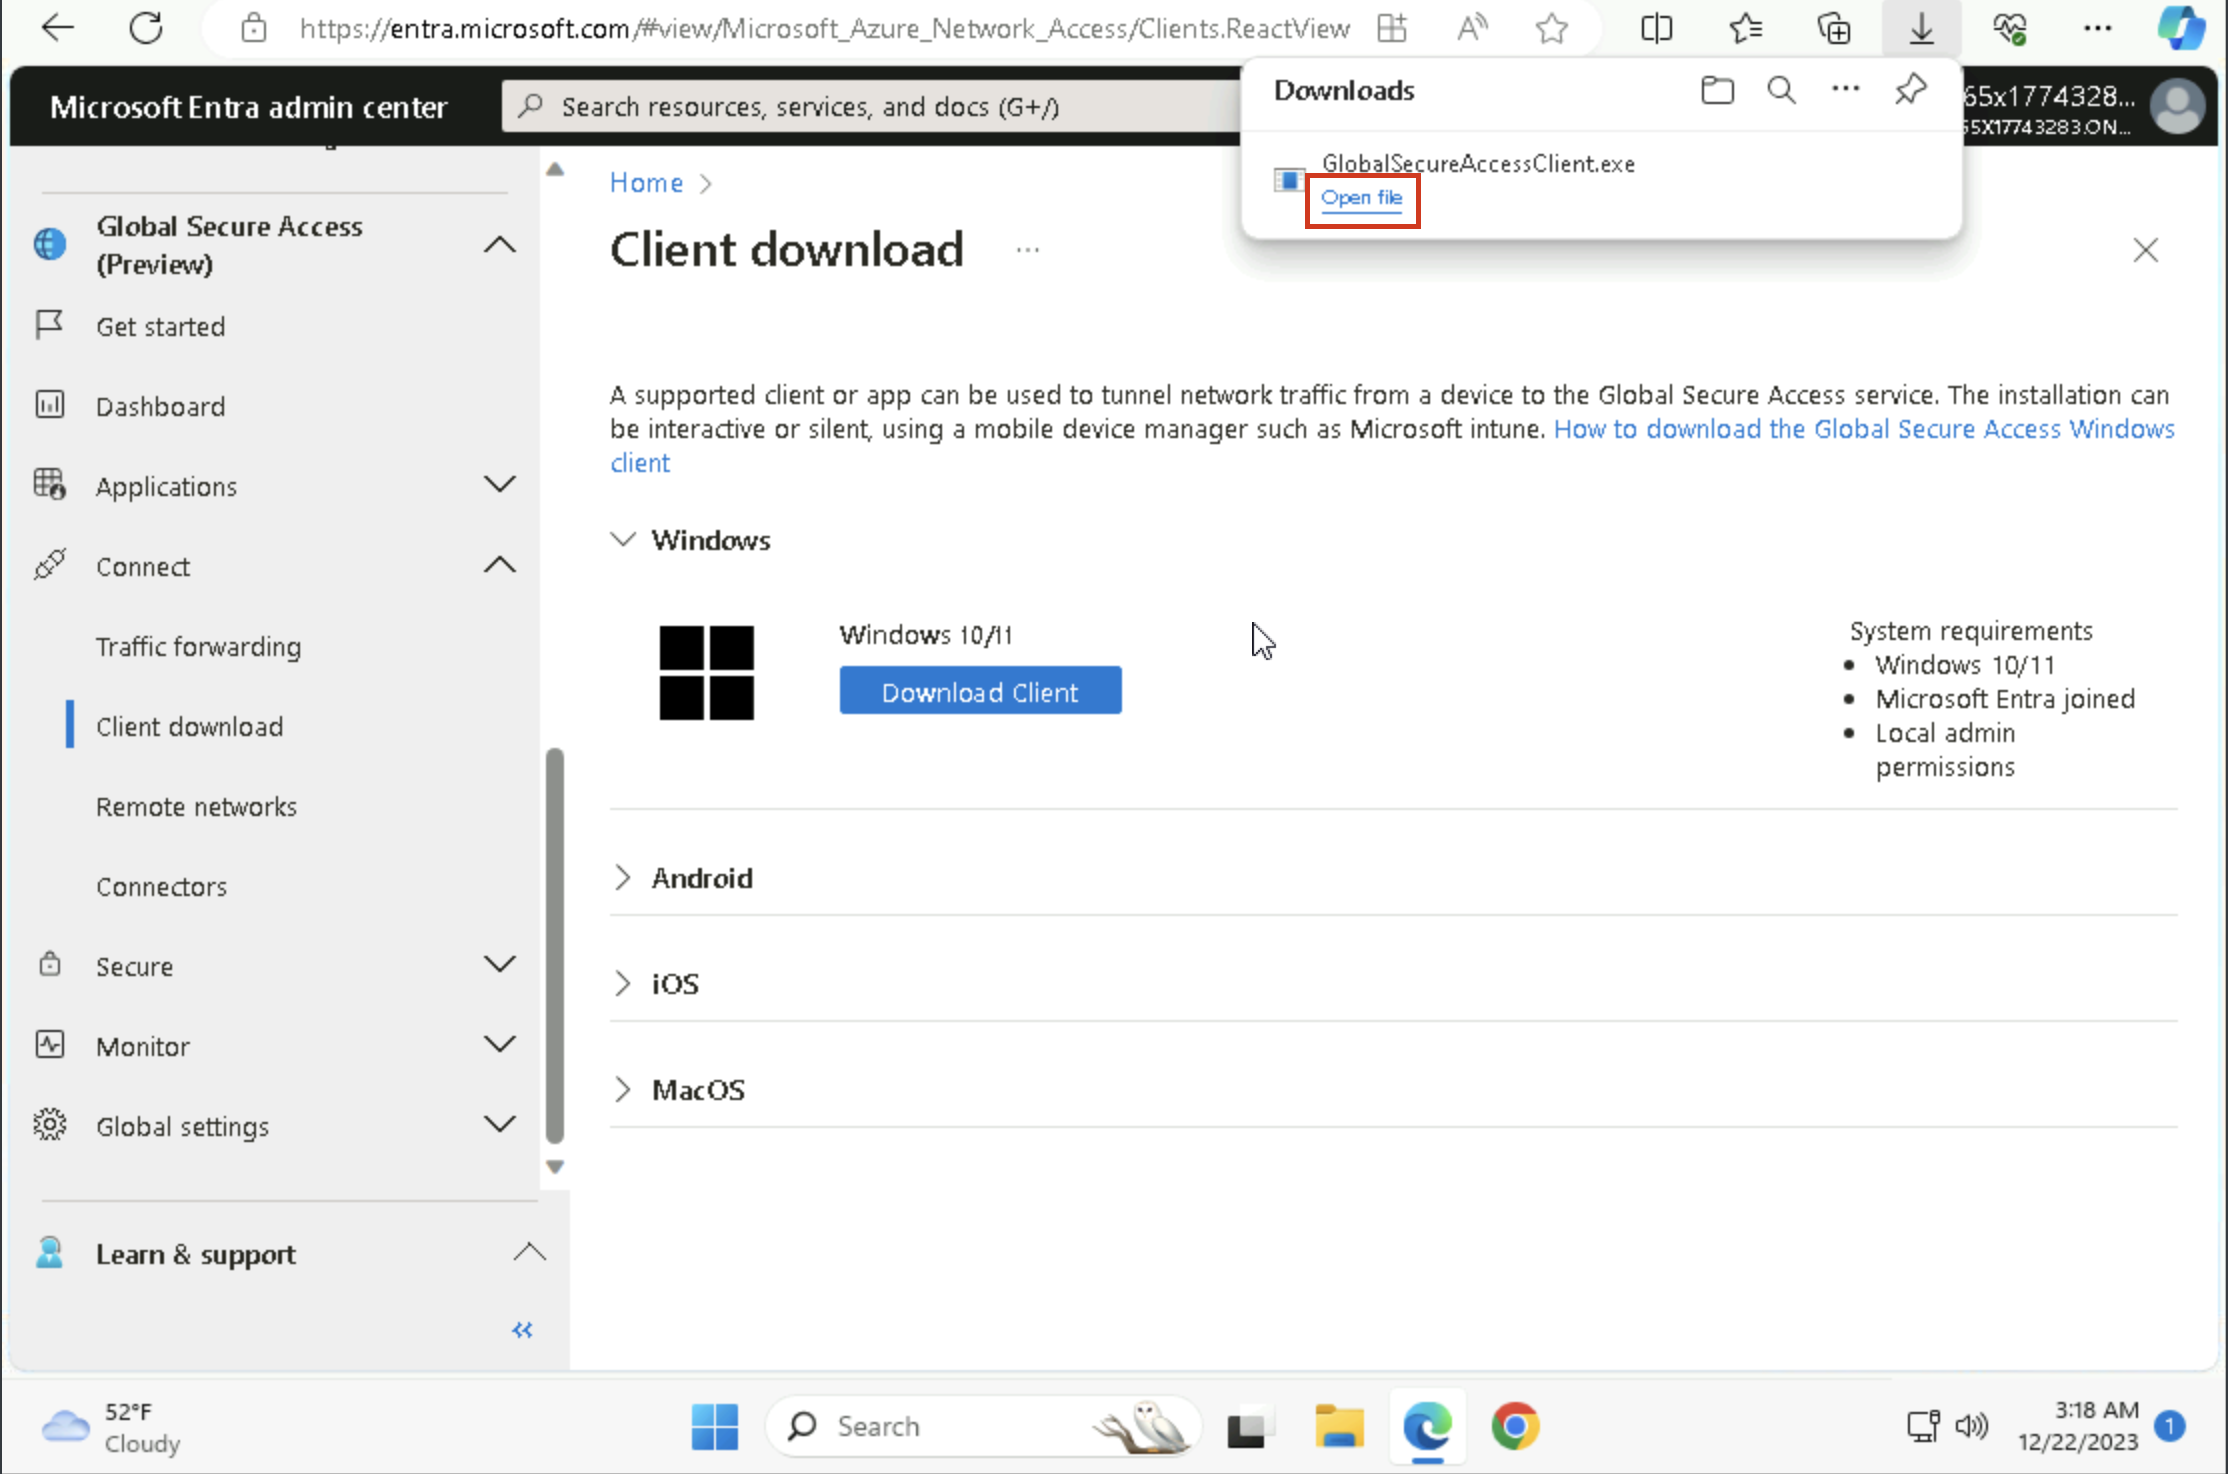 https://entra.microsoft.com/#view/Microsoft_Azure_Network_Access/Clients.ReactView
Microsoft Entra admin center
Search resources, services, and docs (G+/)
65x1774328...
55X17743283.ON...
Downloads
GlobalSecureAccessClient.exe
Open file
Global Secure Access
(Preview)
Get started
Dashboard
Applications
Connect
Traffic forwarding
Client download
Remote networks
Connectors
Secure
Monitor
Global settings
Learn & support
Home
Client download
A supported client or app can be used to tunnel network traffic from a device to the Global Secure Access service. The installation can
be interactive or silent, using a mobile device manager such as Microsoft intune. How to download the Global Secure Access Windows
client
Windows
Windows 10/11
Download Client
System requirements
Windows 10/11
Microsoft Entra joined
Local admin
permissions
Android
iOS
MacOS
52°F
Cloudy
Search
3:18 AM
12/22/2023
1